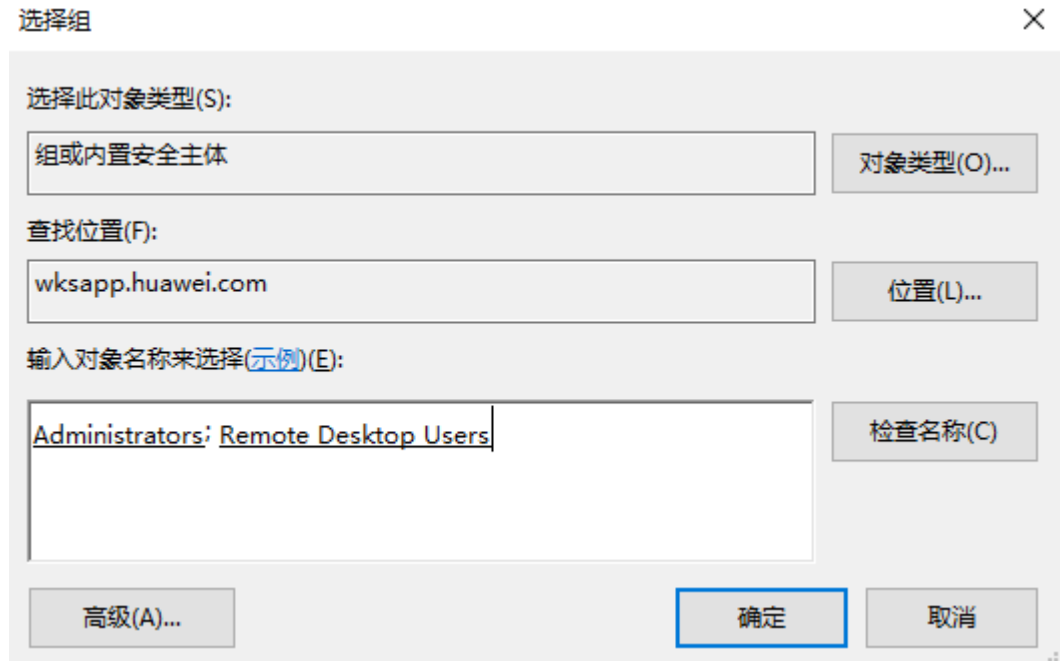 选择组
选择此对象类型(S):
组或内置安全主体
对象类型(O)...
查找位置(F):
wksapp.huawei.com
位置(L)...
输入对象名称来选择(示例)(E):
Administrators; Remote Desktop Users
检查名称(C)
高级(A)...
确定
取消